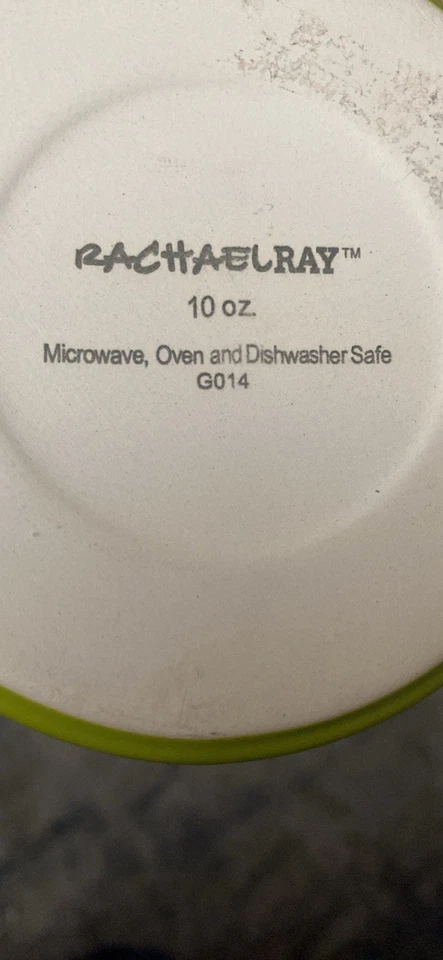 RACHAELRAY™
10 oz.
Microwave, Oven and Dishwasher Safe
G014